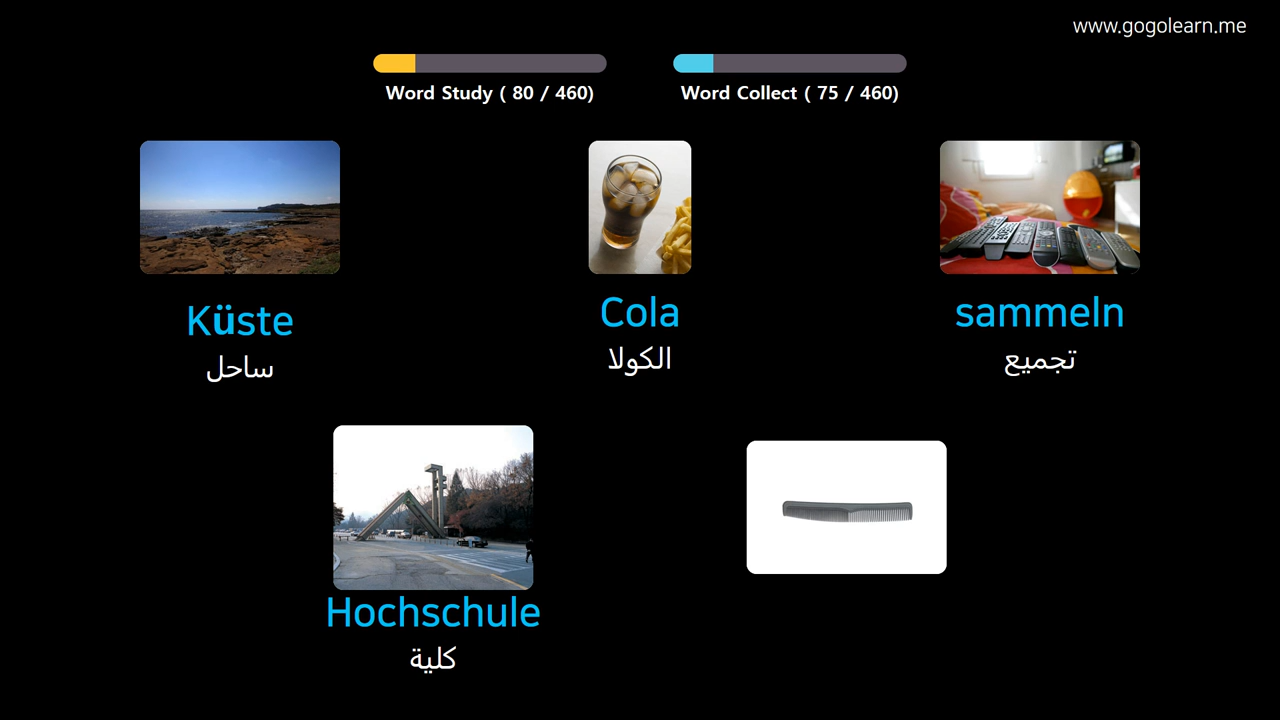 www.gogolearn.me
Word Study ( 80 / 460)
Word Collect ( 75 / 460)
Küste
ساحل
Cola
الكولا
sammeln
تجميع
Hochschule
كلية